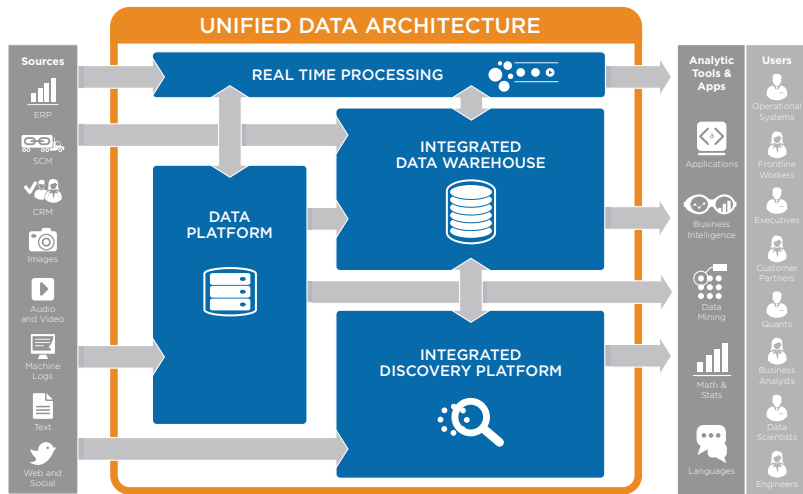 UNIFIED DATA ARCHITECTURE
Sources
ERP
SCM
CRM
Images
Audio
and Video
Machine
Logs
Text
Web and
Social
REAL TIME PROCESSING
DATA
PLATFORM
INTEGRATED
DATA WAREHOUSE
INTEGRATED
DISCOVERY PLATFORM
Analytic
Tools &
Apps
a
Applications
Business
Intelligence
Data
Mining
Math &
Stats
Languages
Users
Operational
Systems
Frontline
Workers
Executives
Customer
Partners
Quants
Business
Analysts
Data
Scientists
Engineers